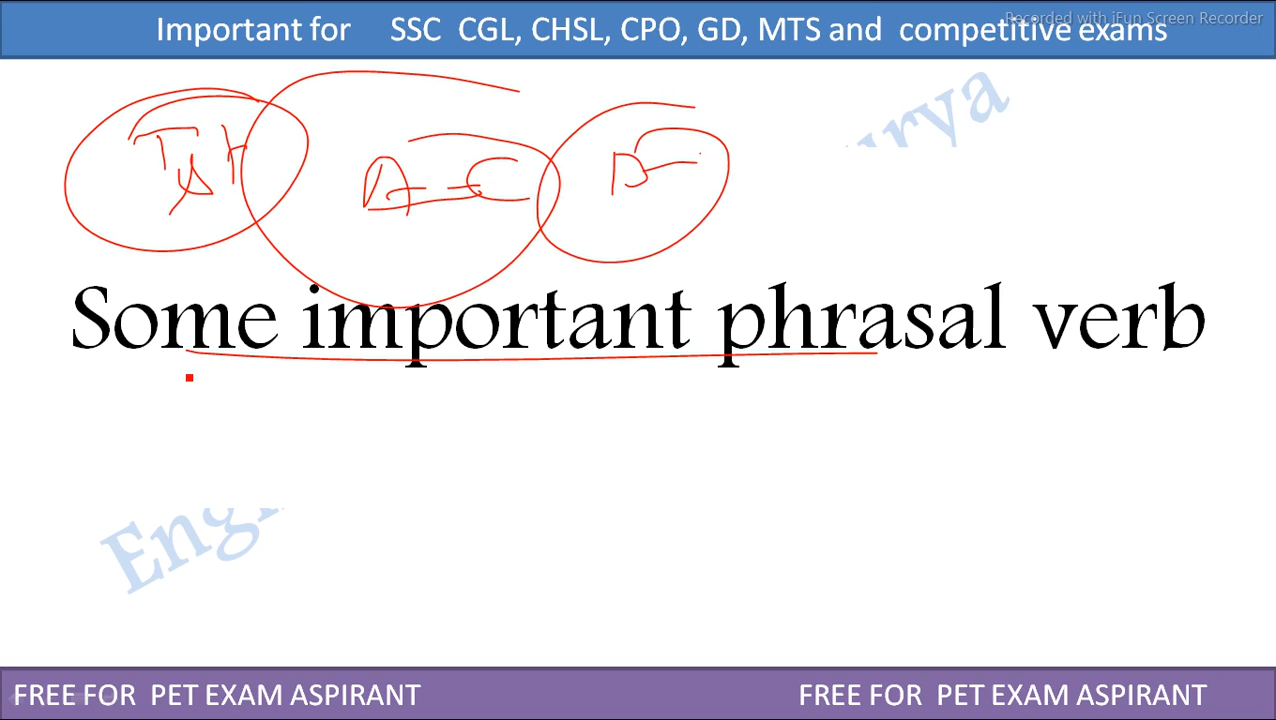 Recorded with iFun Screen Recorder
Important for SSC CGL, CHSL, CPO, GD, MTS and competitive exams
Some important phrasal verb
FREE FOR PET EXAM ASPIRANT FREE FOR PET EXAM ASPIRANT